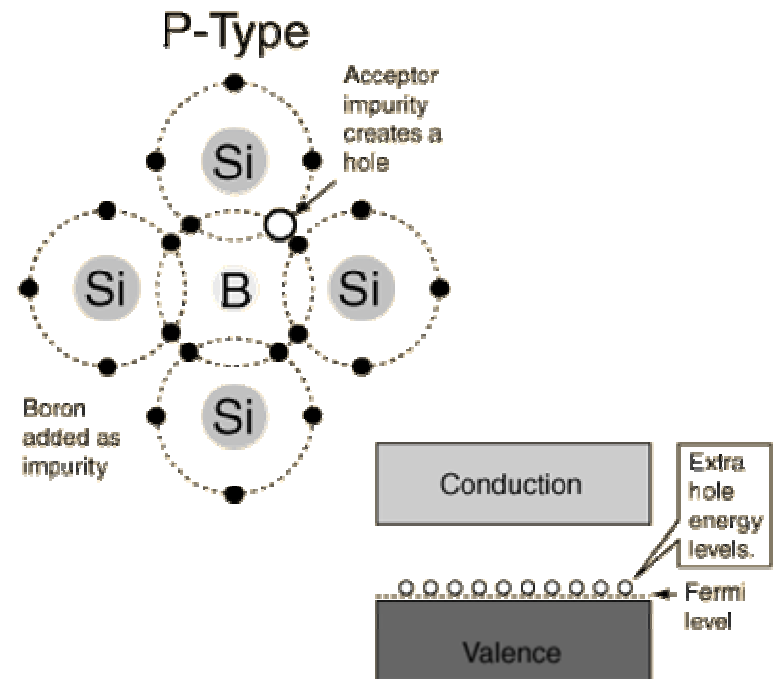 P-Type
Acceptor
impurity
creates a
hole
Si
Si
B
Si
Si
Boron
added as
impurity
Conduction
Extra
hole
energy
levels.
Fermi
level
Valence